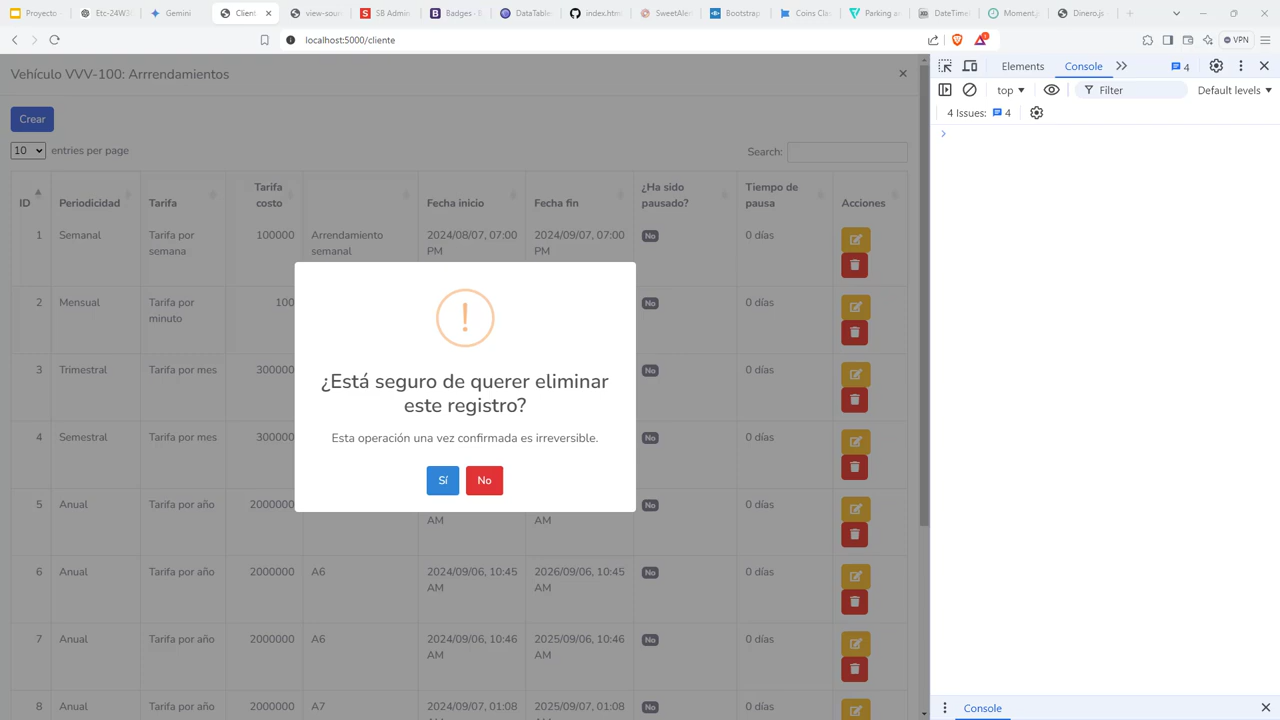 Proyecto
Etc-24W3
Gemini
Client
view-sour
SB Admin
Badges - B
DataTable
index.htm
SweetAler
Bootstrap
Coins Clas
Parking ar
DateTime
Moment.j
Dinero.js
localhost:5000/cliente
VPN
Vehículo VVV-100: Arrrendamientos
Elements
Console
4
Crear
top
Filter
Default levels
4 Issues:
4
10
entries per page
Search:
ID
Periodicidad
Tarifa
Tarifa costo
Fecha inicio
Fecha fin
¿Ha sido pausado?
Tiempo de pausa
Acciones
1 Semanal Tarifa por semana 100000 Arrendamiento semanal 2024/08/07, 07:00 PM 2024/09/07, 07:00 PM No 0 días
2 Mensual Tarifa por minuto 100 No 0 días
3 Trimestral Tarifa por mes 300000 No 0 días
4 Semestral Tarifa por mes 300000 No 0 días
5 Anual Tarifa por año 2000000 AM AM No 0 días
6 Anual Tarifa por año 2000000 A6 2024/09/06, 10:45 AM 2026/09/06, 10:45 AM No 0 días
7 Anual Tarifa por año 2000000 A6 2024/09/06, 10:46 AM 2025/09/06, 10:46 AM No 0 días
8 Anual Tarifa por año 2000000 A7 2024/09/07, 01:08 2025/09/07, 01:08 No 0 días
¿Está seguro de querer eliminar
este registro?
Esta operación una vez confirmada es irreversible.
Sí
No
Console